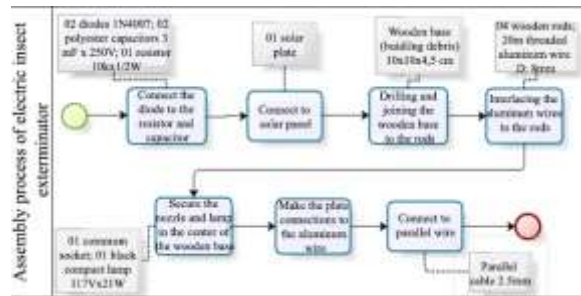 Assembly process of electric insect
exterminator
02 diodes 1N4007; 02
polyester capacitors 3
mF x 250V; 01 resistor
10kx1/2W
01 solar
plate
Wooden base
(building debris)
10x10x4,5 cm
04 wooden rods;
20m threaded
aluminum wire
D: 8mm
Connect the
diode to the
resistor and
capacitor
Connect to
solar panel
Drilling and
joining the
wooden base to
the rods
Interlacing the
aluminum wires
to the rods
Secure the
nozzle and lamp
in the center of
the wooden base
Make the plate
connections to
the aluminum
wire
Connect to
parallel wire
01 common
socket; 01 black
compact lamp
117Vx21W
Parallel
cable 2.5mm